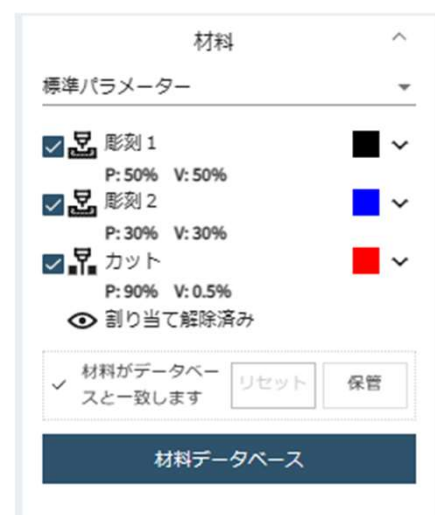 材料
標準パラメーター
彫刻 1
P: 50% V: 50%
彫刻 2
P: 30% V: 30%
カット
P: 90% V: 0.5%
割り当て解除済み
材料がデータベー
スと一致します
リセット
保管
材料データベース